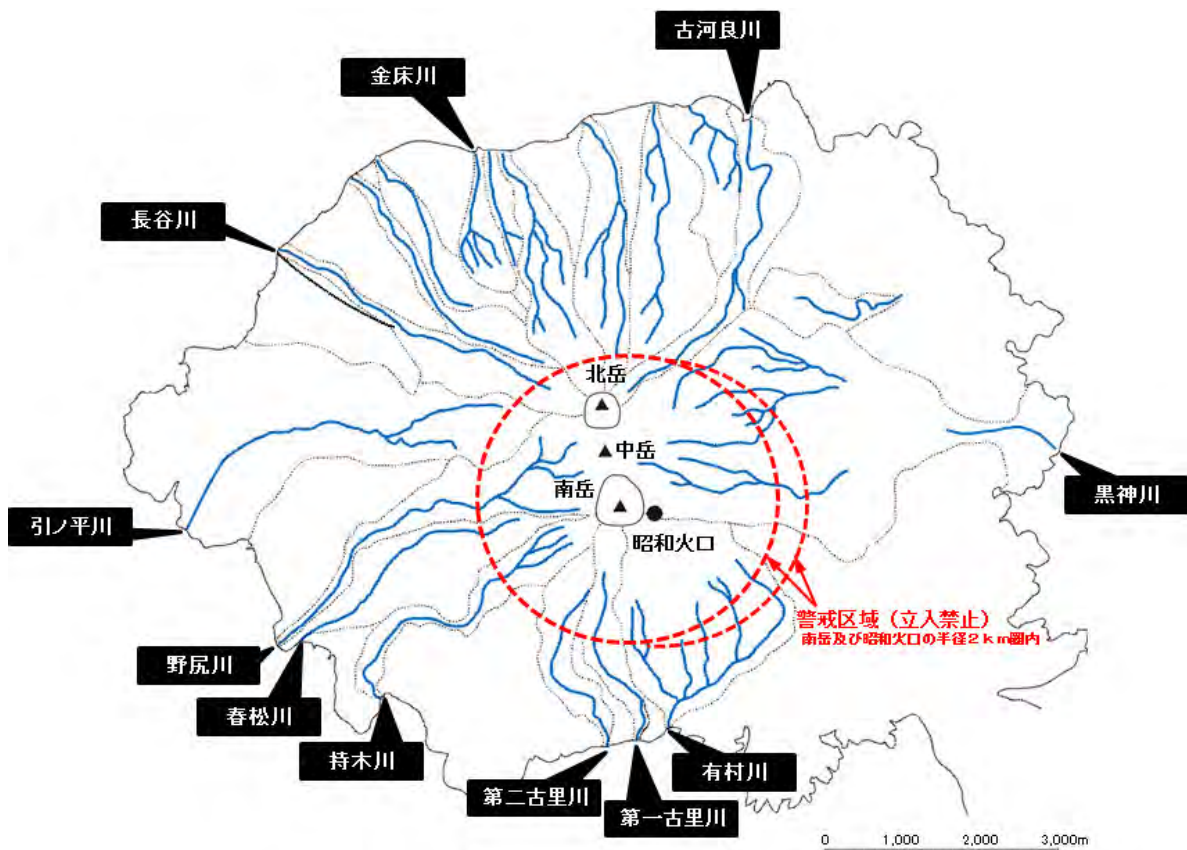 古河良川
金床川
長谷川
北岳
中岳
南岳
昭和火口
黒神川
引ノ平川
警戒区域（立入禁止）
南岳及び昭和火口の半径2km圏内
野尻川
春松川
持木川
有村川
第二古里川
第一古里川
0 1,000 2,000 3,000m